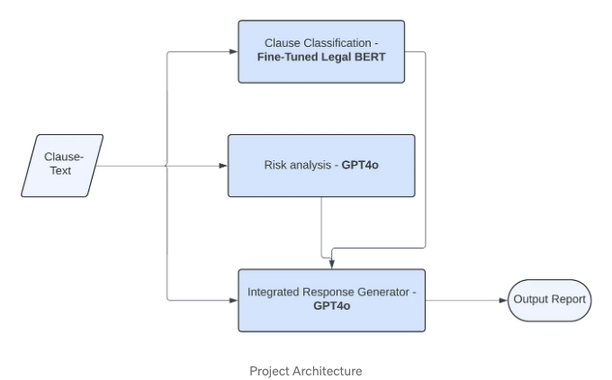 Clause Classification -
Fine-Tuned Legal BERT
Clause-
Text
Risk analysis - GPT4o
Integrated Response Generator -
GPT4o
Output Report
Project Architecture